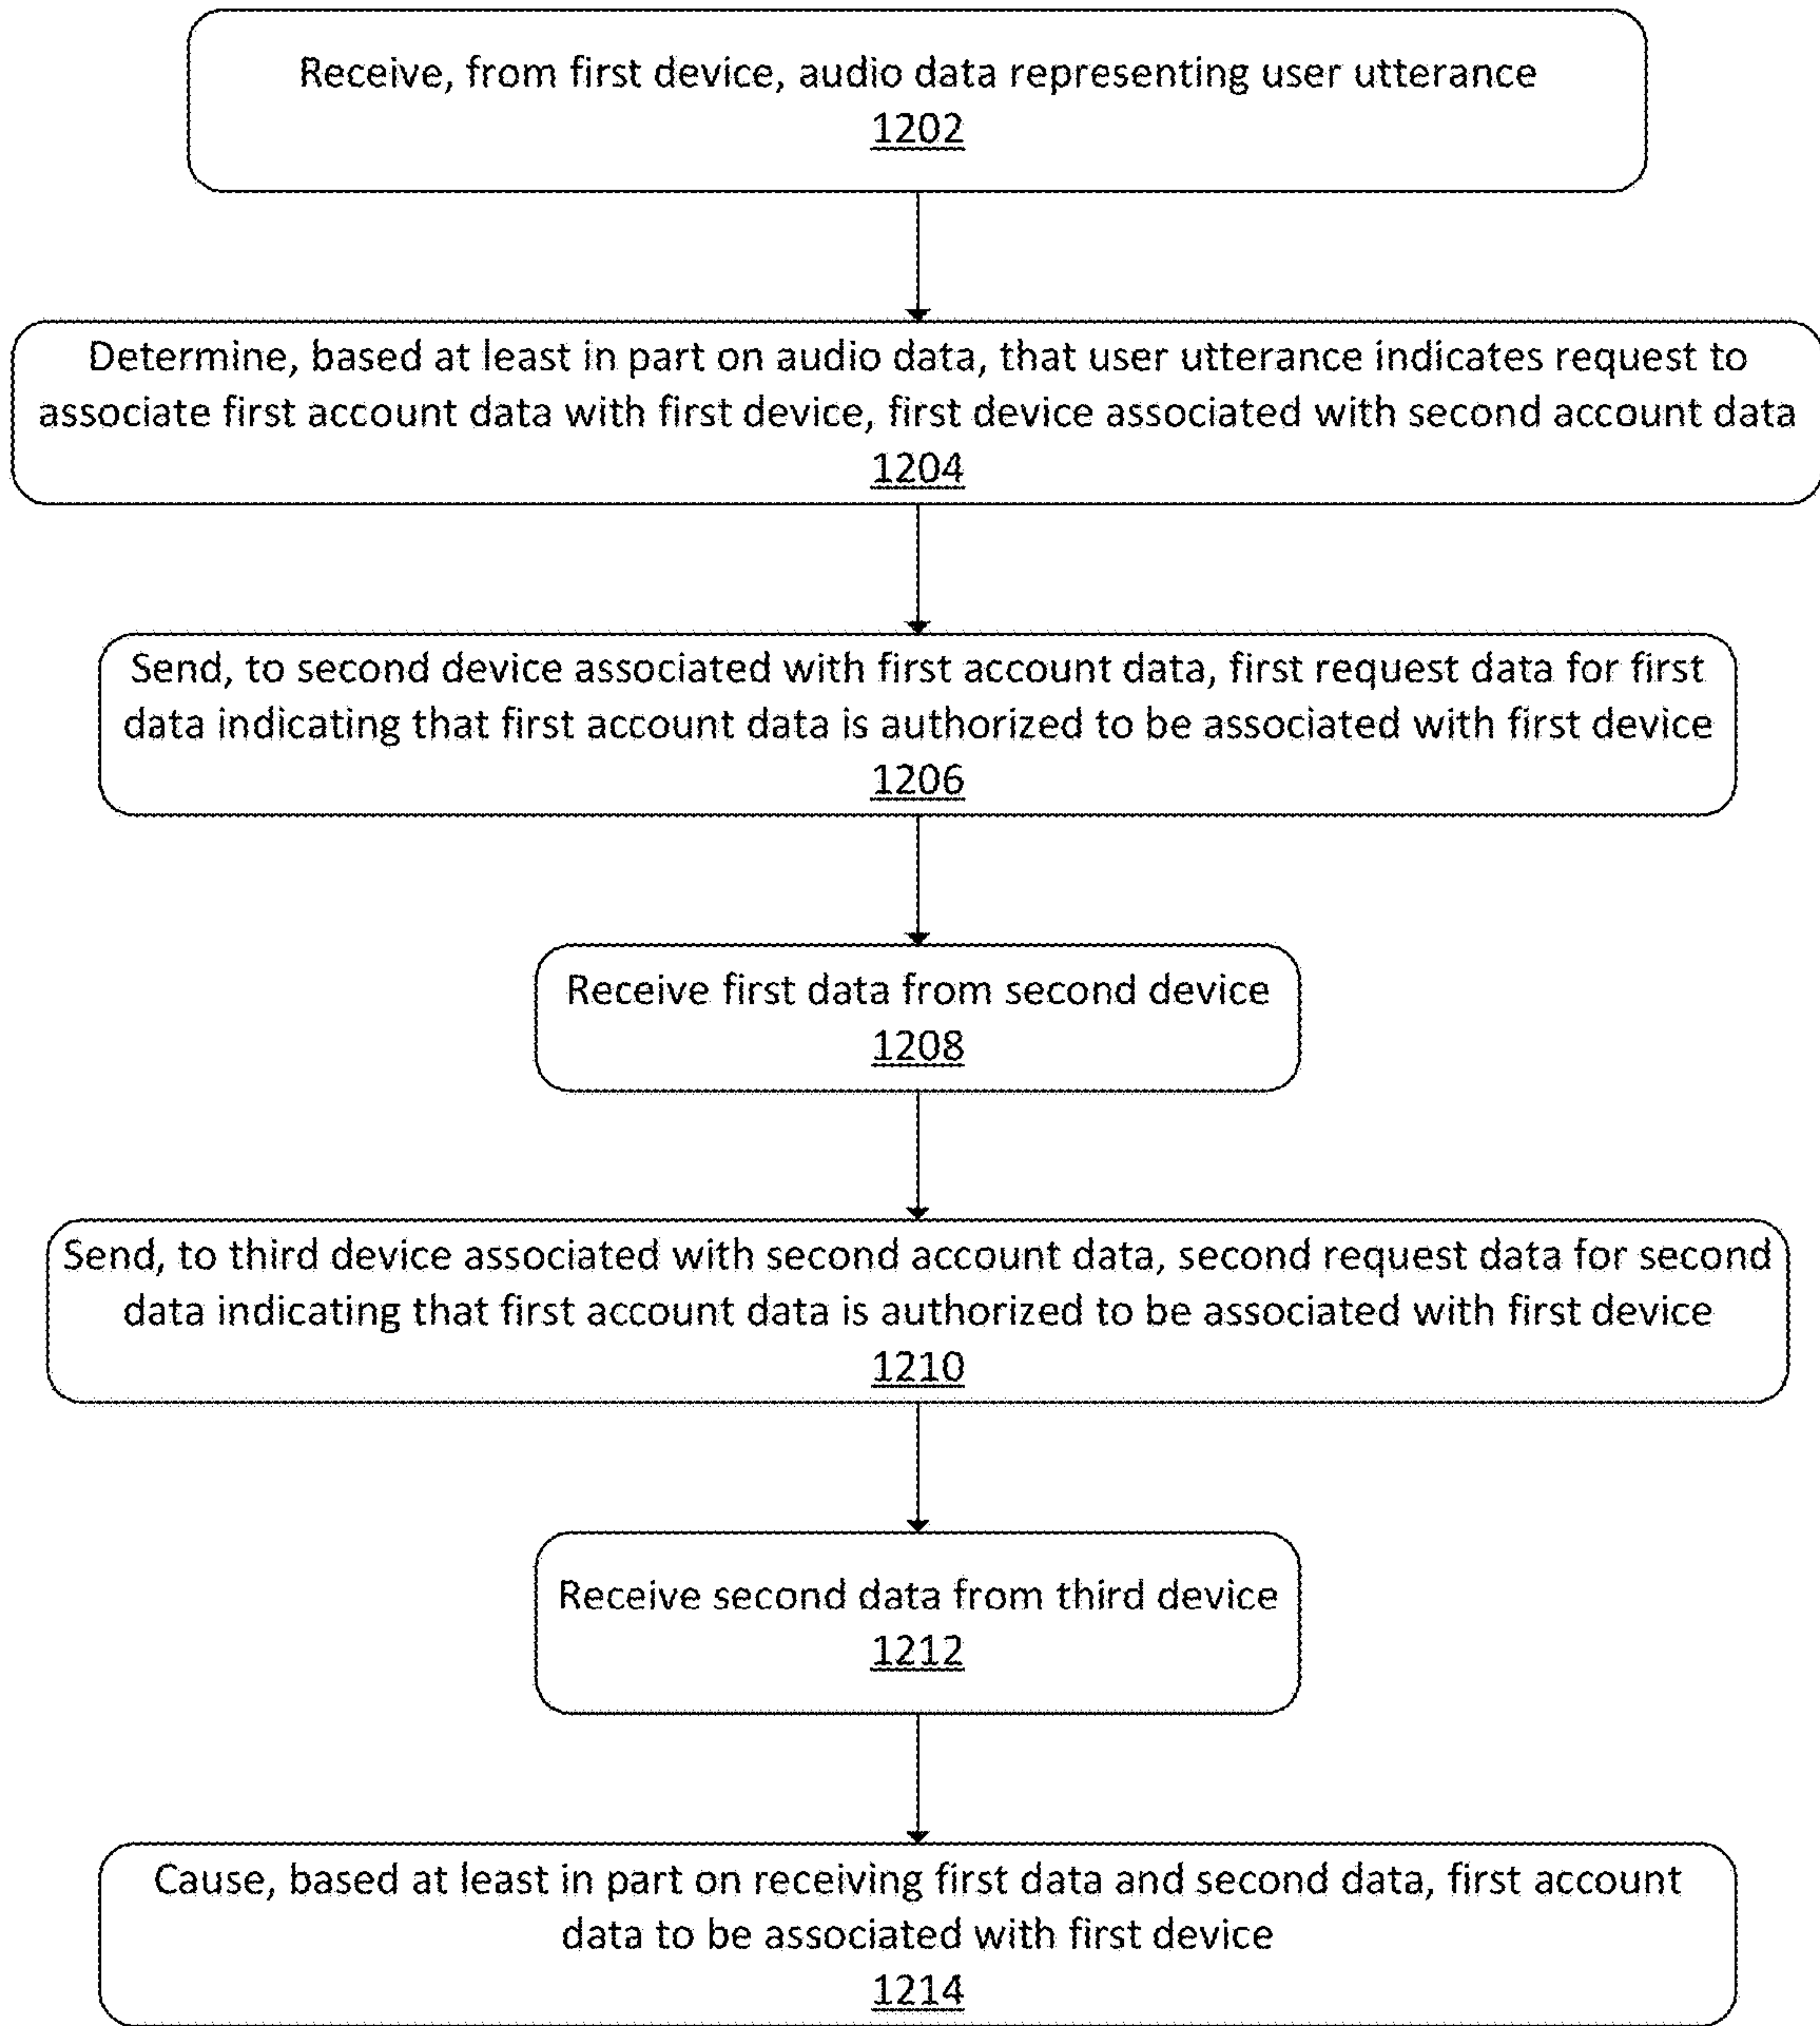 Receive, from first device, audio data representing user utterance
1202
Determine, based at least in part on audio data, that user utterance indicates request to
associate first account data with first device, first device associated with second account data
1204
Send, to second device associated with first account data, first request data for first
data indicating that first account data is authorized to be associated with first device
1206
Receive first data from second device
1208
Send, to third device associated with second account data, second request data for second
data indicating that first account data is authorized to be associated with first device
1210
Receive second data from third device
1212
Cause, based at least in part on receiving first data and second data, first account
data to be associated with first device
1214